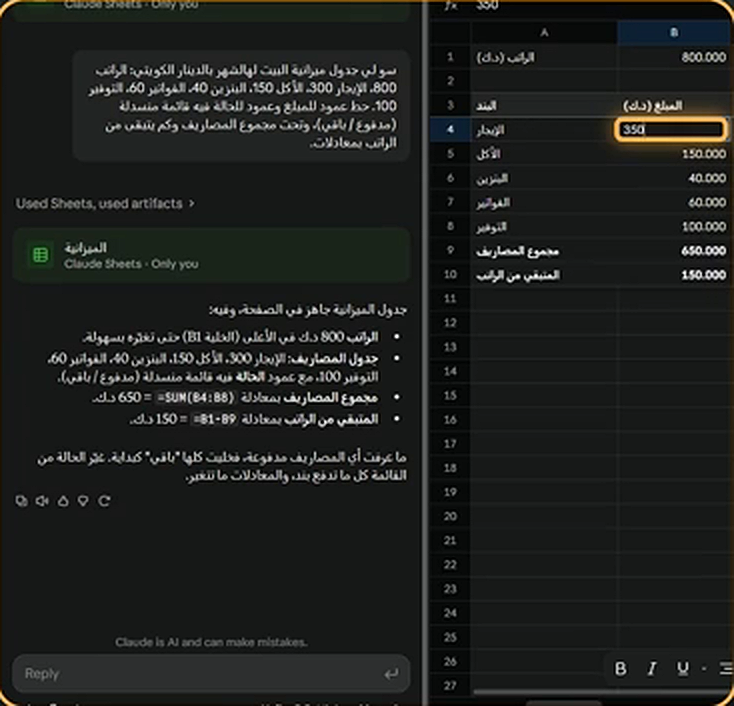 Claude Sheets · Only you
سو لي جدول ميزانية البيت لهالشهر بالدينار الكويتي: الراتب
800، الإيجار 300، الأكل 150، البنزين 40، الفواتير 60، التوفير
100. حط عمود للمبلغ وعمود للحالة فيه قائمة منسدلة
(مدفوع / باقي)، وتحت مجموع المصاريف وكم يتبقى من
الراتب بمعادلات.
Used Sheets, used artifacts >
الميزانية
Claude Sheets · Only you
جدول الميزانية جاهز في الصفحة، وفيه:
• الراتب 800 د.ك في الأعلى (الخلية B1) حتى تغيّره بسهولة.
• جدول المصاريف: الإيجار 300، الأكل 150، البنزين 40، الفواتير 60،
التوفير 100، مع عمود الحالة فيه قائمة منسدلة (مدفوع / باقي).
• مجموع المصاريف بمعادلة =SUM(B4:B8) = 650 د.ك.
• المتبقي من الراتب بمعادلة =B1-B9 = 150 د.ك.
ما عرفت أي المصاريف مدفوعة، فخليت كلها "باقي" كبداية. غيّر الحالة من
القائمة كل ما تدفع بند، والمعادلات ما تتغير.
Claude is AI and can make mistakes.
Reply
fx 350
A B
1 الراتب (د.ك) 800.000
2
3 البند المبلغ (د.ك)
4 الإيجار 350
5 الأكل 150.000
6 البنزين 40.000
7 الفواتير 60.000
8 التوفير 100.000
9 مجموع المصاريف 650.000
10 المتبقي من الراتب 150.000
11
12
13
14
15
16
17
18
19
20
21
22
23
24
25
26
27
B I U